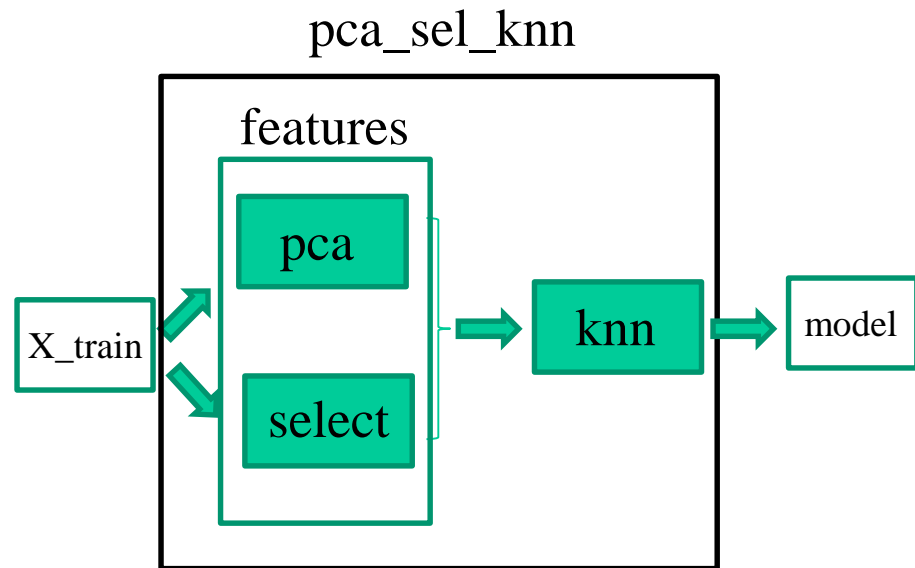 pca_sel_knn
features
pca
X_train
knn
model
select